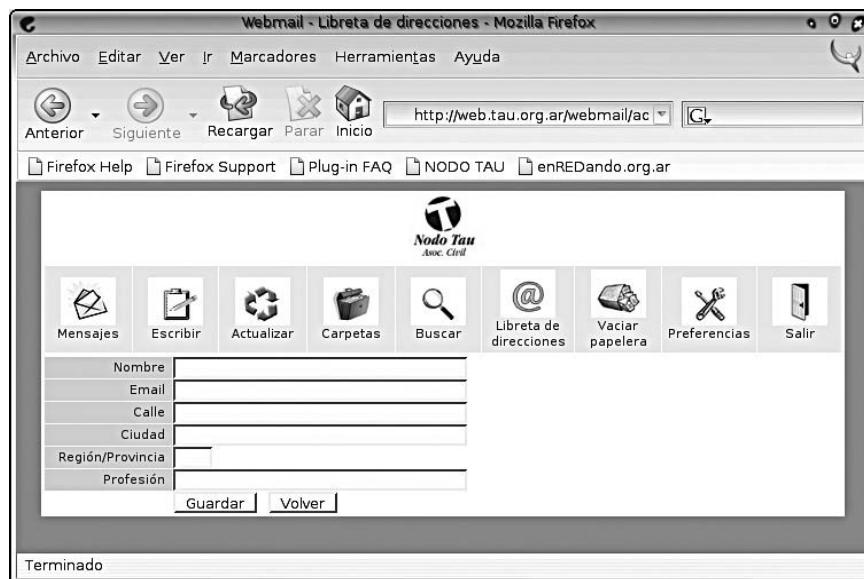 Webmail - Libreta de direcciones - Mozilla Firefox
Archivo Editar Ver Ir Marcadores Herramientas Ayuda
http://web.tau.org.ar/webmail/ac G
Anterior Siguiente Recargar Parar Inicio
Firefox Help Firefox Support Plug-in FAQ NODO TAU enREDando.org.ar
T
Nodo Tau
Asoc. Civil
@
Mensajes Escribir Actualizar Carpetas Buscar Libreta de direcciones Vaciar papelera Preferencias Salir
Nombre
Email
Calle
Ciudad
Región/Provincia
Profesión
Guardar Volver
Terminado